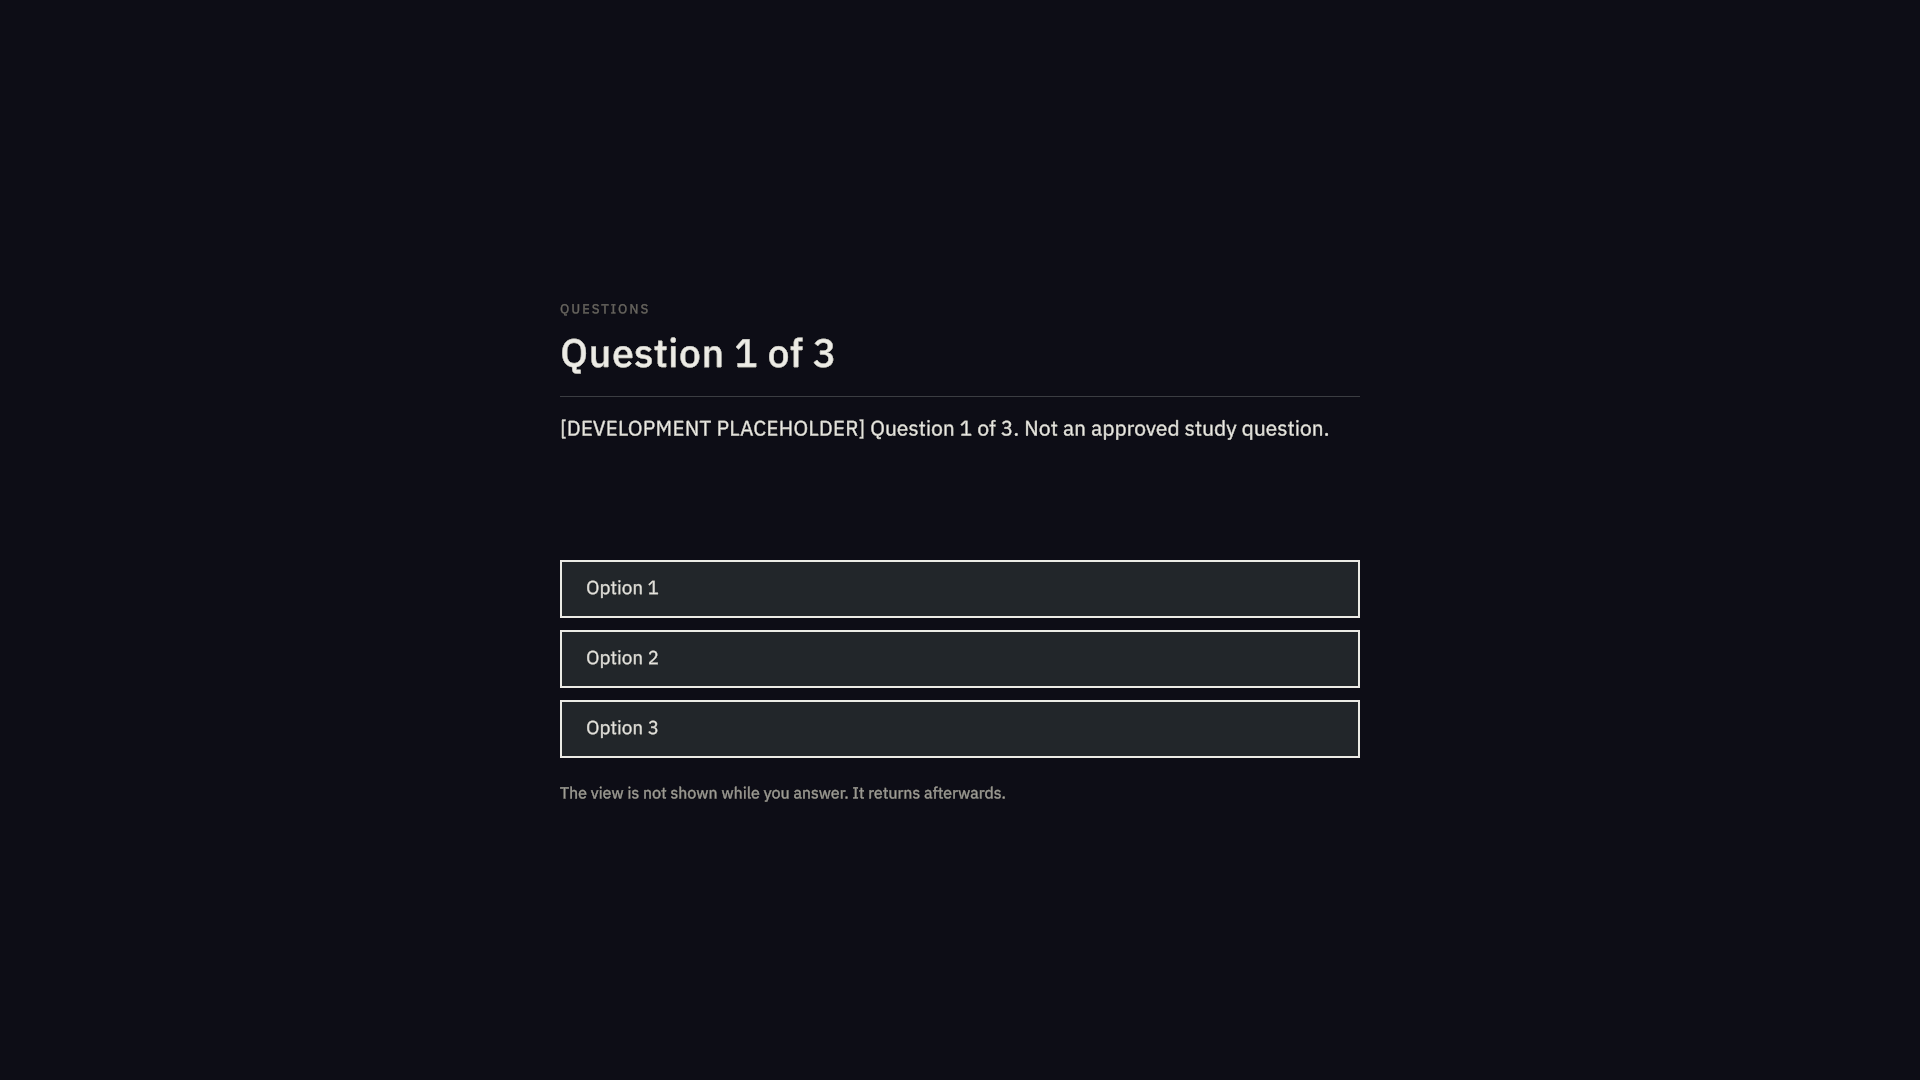 QUESTIONS
Question 1 of 3
[DEVELOPMENT PLACEHOLDER] Question 1 of 3. Not an approved study question.
Option 1
Option 2
Option 3
The view is not shown while you answer. It returns afterwards.